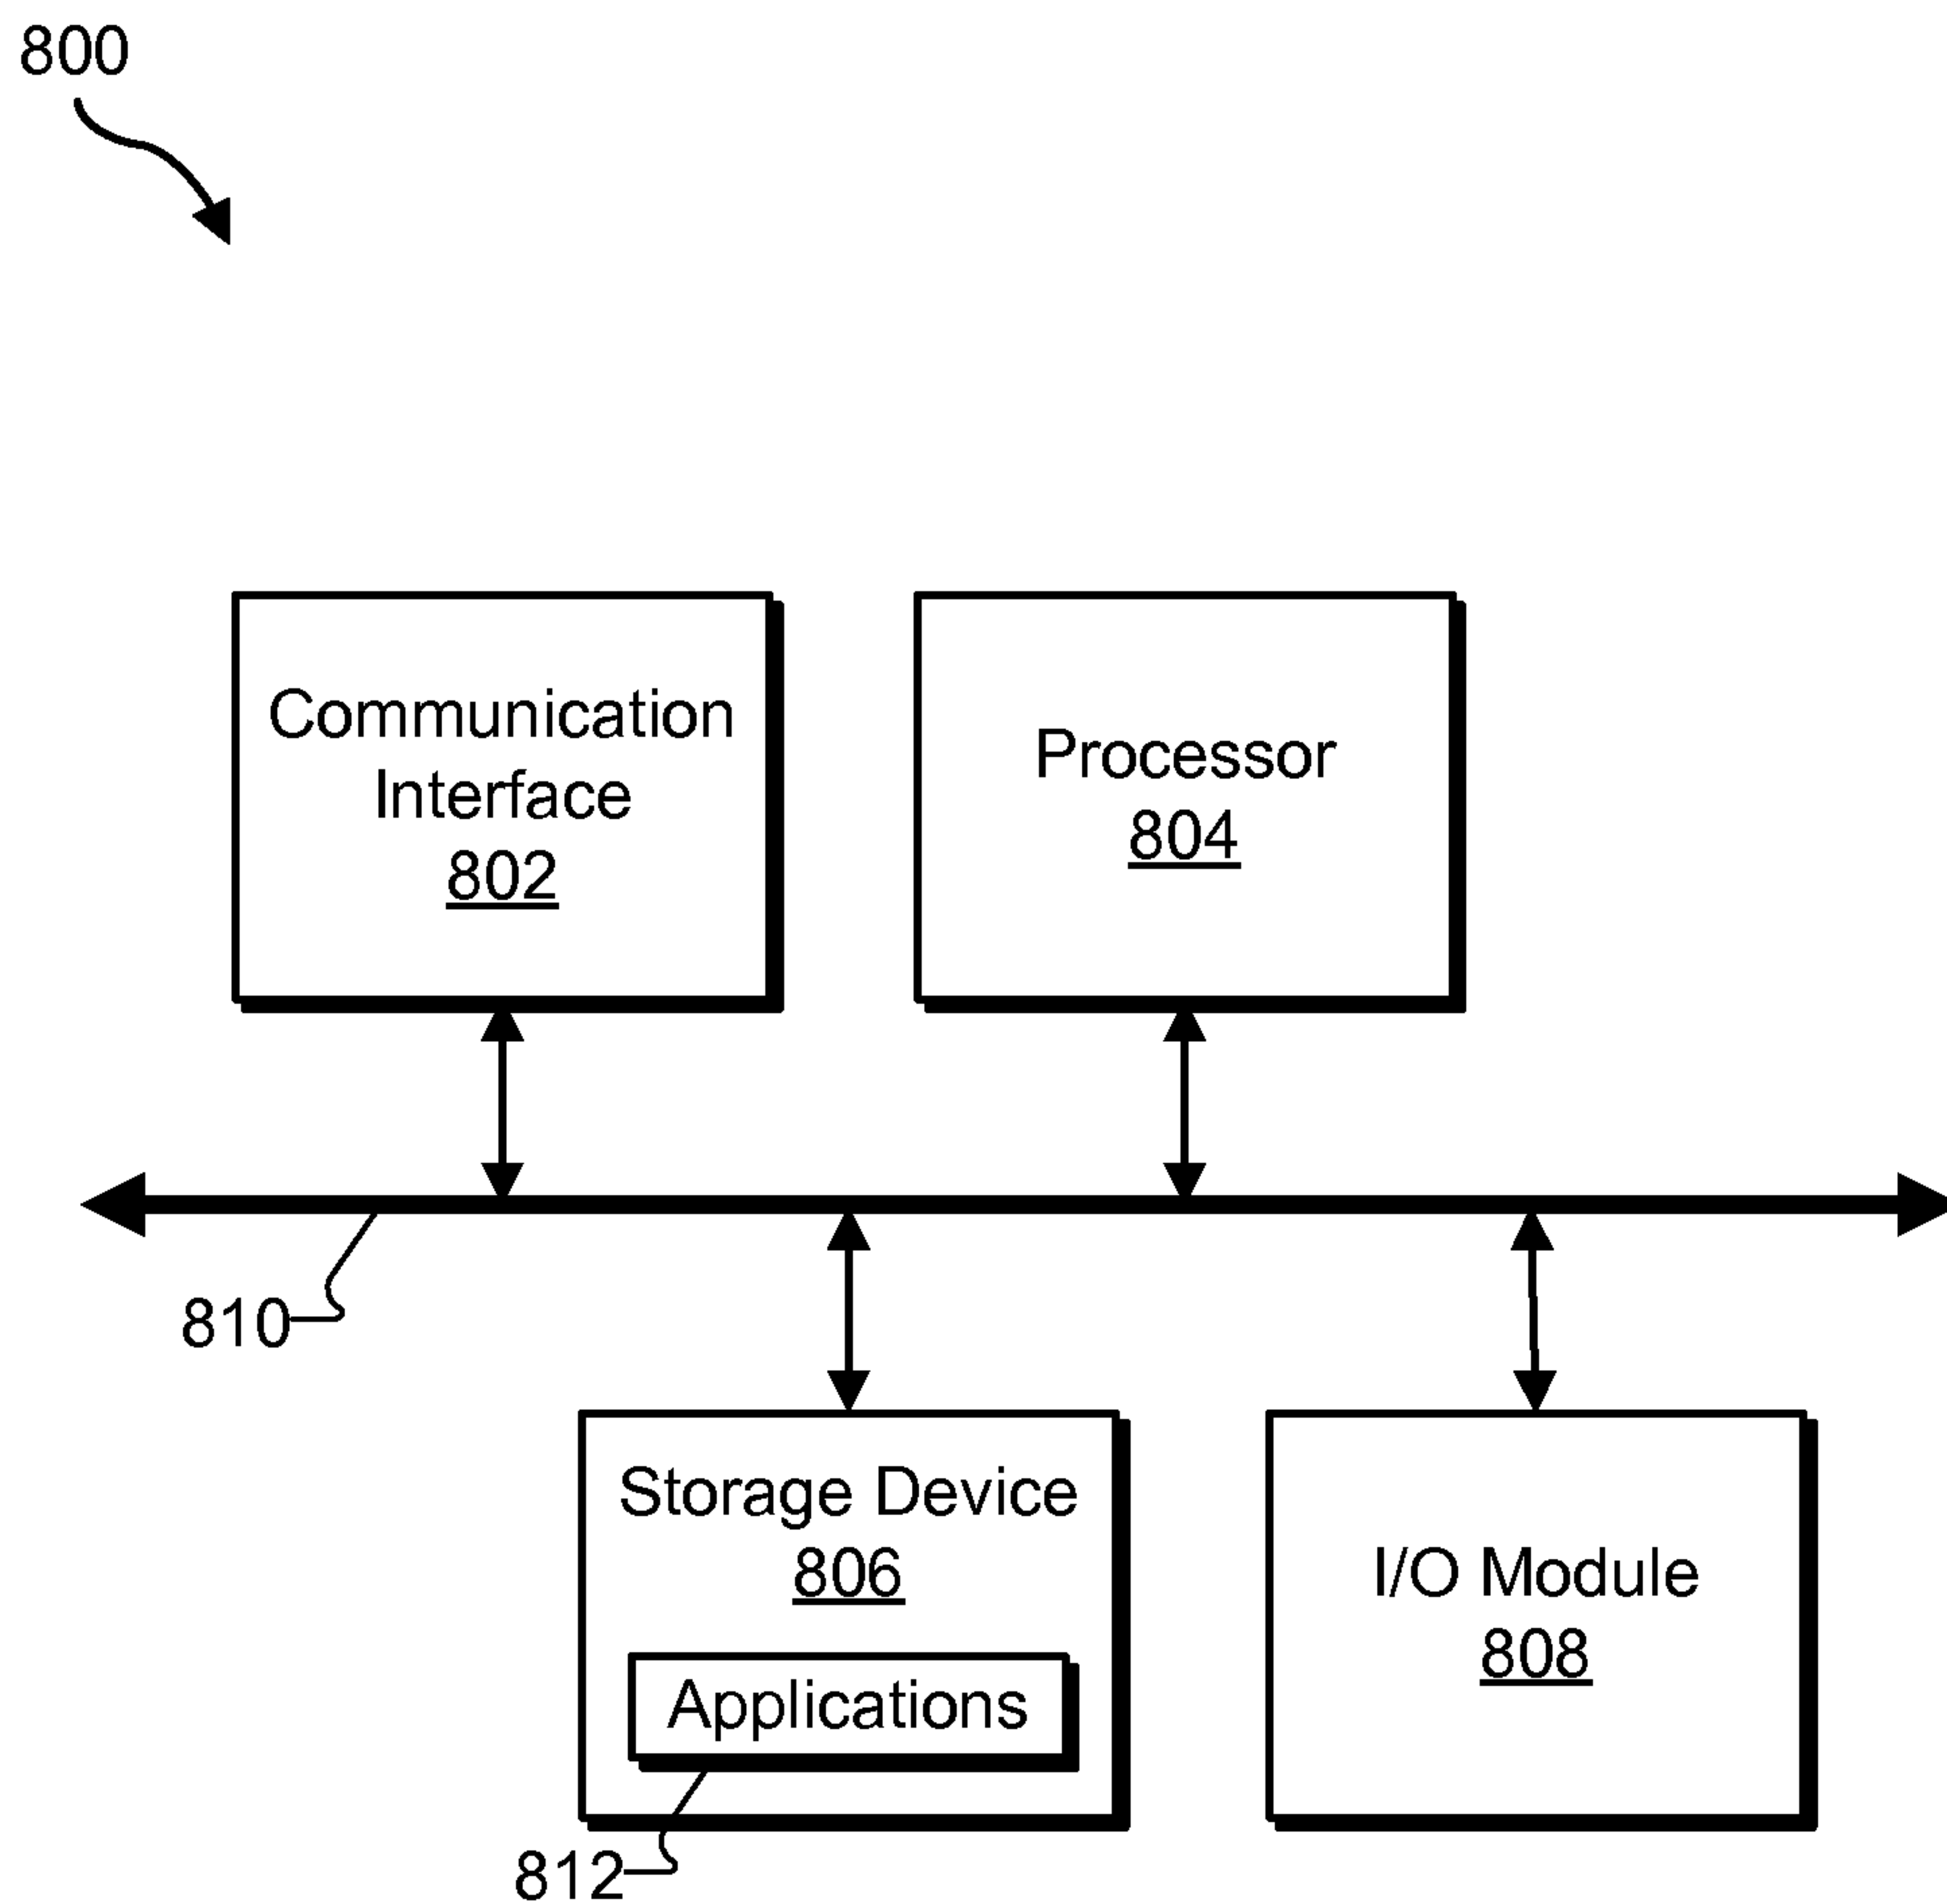 800
Communication
Interface
802
Processor
804
810
Storage Device
806
Applications
812
I/O Module
808